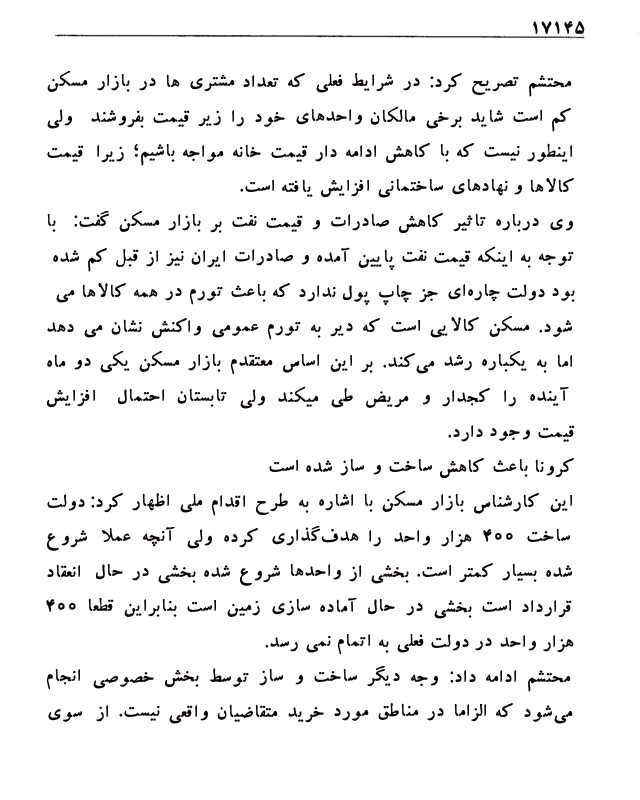 ۱۷۱۴۵
محتشم تصریح کرد: در شرایط فعلی که تعداد مشتری ها در بازار مسکن
کم است شاید برخی مالکان واحدهای خود را زیر قیمت بفروشند ولی
اینطور نیست که با کاهش ادامه دار قیمت خانه مواجه باشیم؛ زیرا قیمت
کالاها و نهادهای ساختمانی افزایش یافته است.
وی درباره تاثیر کاهش صادرات و قیمت نفت بر بازار مسکن گفت: با
توجه به اینکه قیمت نفت پایین آمده و صادرات ایران نیز از قبل کم شده
بود دولت چاره‌ای جز چاپ پول ندارد که باعث تورم در همه کالاها می
شود. مسکن کالایی است که دیر به تورم عمومی واکنش نشان می دهد
اما به یکباره رشد می‌کند. بر این اساس معتقدم بازار مسکن یکی دو ماه
آینده را کجدار و مریض طی میکند ولی تابستان احتمال افزایش
قیمت وجود دارد.
کرونا باعث کاهش ساخت و ساز شده است
این کارشناس بازار مسکن با اشاره به طرح اقدام ملی اظهار کرد: دولت
ساخت ۴۰۰ هزار واحد را هدف‌گذاری کرده ولی آنچه عملا شروع
شده بسیار کمتر است. بخشی از واحدها شروع شده بخشی در حال انعقاد
قرارداد است بخشی در حال آماده سازی زمین است بنابراین قطعا ۴۰۰
هزار واحد در دولت فعلی به اتمام نمی رسد.
محتشم ادامه داد: وجه دیگر ساخت و ساز توسط بخش خصوصی انجام
می‌شود که الزاما در مناطق مورد خرید متقاضیان واقعی نیست. از سوی